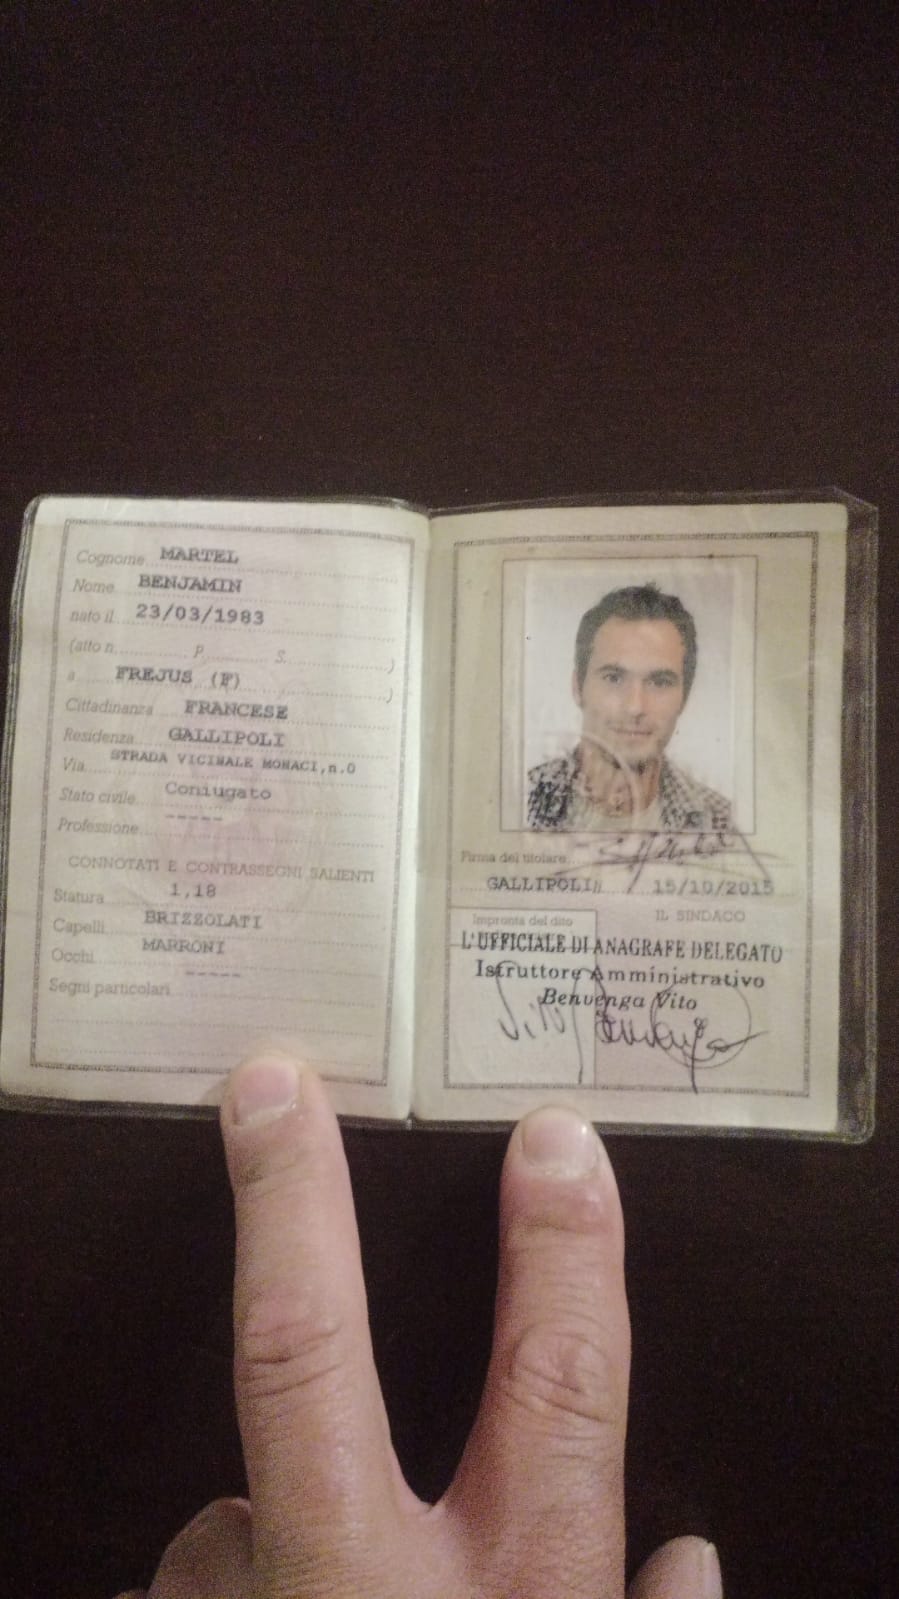 Cognome MARTEL
Nome BENJAMIN
nato il 23/03/1983
(atto n. P. S. )
a FREJUS (F) )
Cittadinanza FRANCESE
Residenza GALLIPOLI
Via STRADA VICINALE MONACI,n.0
Stato civile Coniugato
Professione -----
CONNOTATI E CONTRASSEGNI SALIENTI
Statura 1,18
Capelli BRIZZOLATI
Occhi MARRONI
Segni particolari -----
Firma del titolare
GALLIPOLI 15/10/2015
Impronta del dito
IL SINDACO
L'UFFICIALE DI ANAGRAFE DELEGATO
Istruttore Amministrativo
Benvenga Vito